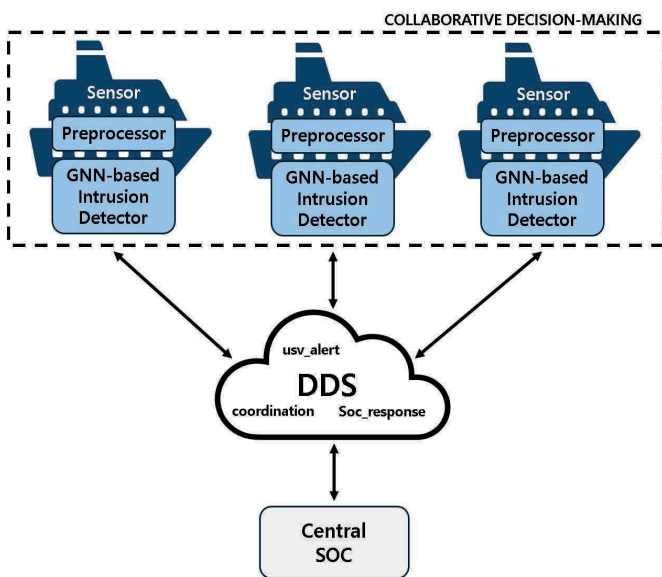 COLLABORATIVE DECISION-MAKING
Sensor
Preprocessor
GNN-based
Intrusion
Detector
Sensor
Preprocessor
GNN-based
Intrusion
Detector
Sensor
Preprocessor
GNN-based
Intrusion
Detector
usv_alert
DDS
coordination
Soc_response
Central
SOC